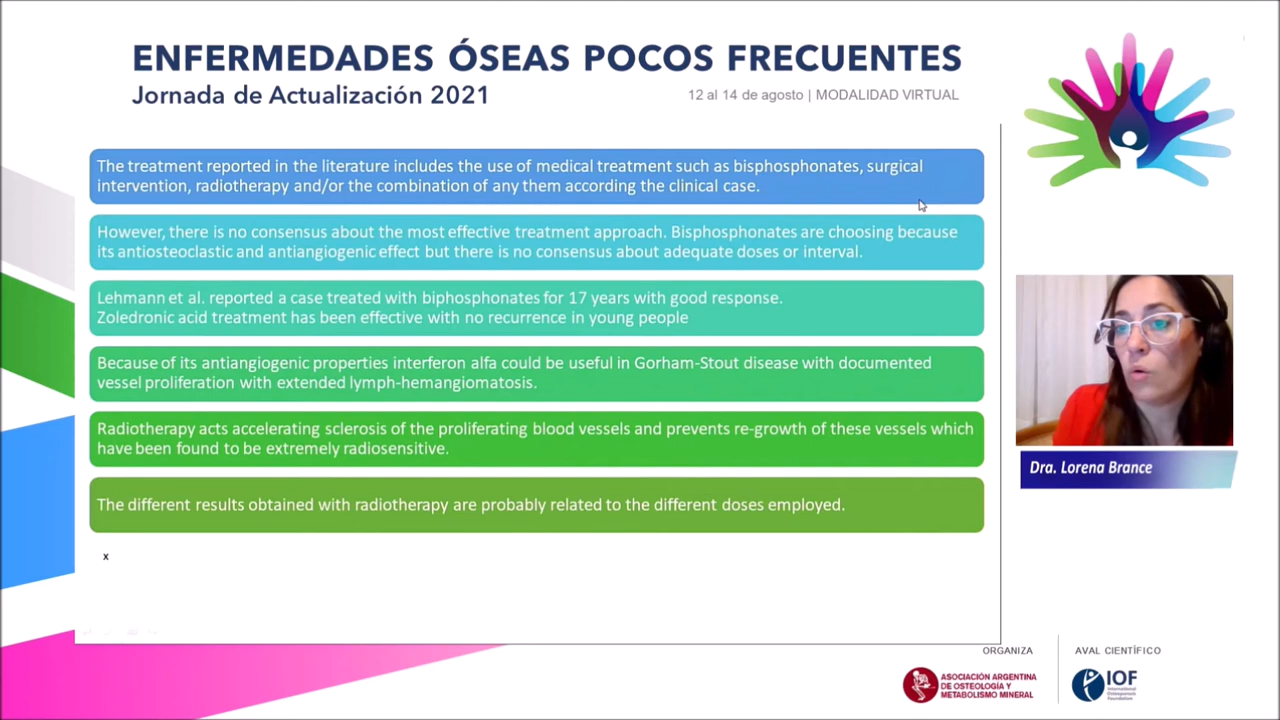 ENFERMEDADES ÓSEAS POCOS FRECUENTES
Jornada de Actualización 2021
12 al 14 de agosto | MODALIDAD VIRTUAL
The treatment reported in the literature includes the use of medical treatment such as bisphosphonates, surgical
intervention, radiotherapy and/or the combination of any them according the clinical case.
However, there is no consensus about the most effective treatment approach. Bisphosphonates are choosing because
its antiosteoclastic and antiangiogenic effect but there is no consensus about adequate doses or interval.
Lehmann et al. reported a case treated with biphosphonates for 17 years with good response.
Zoledronic acid treatment has been effective with no recurrence in young people
Because of its antiangiogenic properties interferon alfa could be useful in Gorham-Stout disease with documented
vessel proliferation with extended lymph-hemangiomatosis.
Radiotherapy acts accelerating sclerosis of the proliferating blood vessels and prevents re-growth of these vessels which
have been found to be extremely radiosensitive.
The different results obtained with radiotherapy are probably related to the different doses employed.
x
Dra. Lorena Brance
ORGANIZA
ASOCIACIÓN ARGENTINA
DE OSTEOLOGÍA Y
METABOLISMO MINERAL
AVAL CIENTÍFICO
IOF
International
Osteoporosis
Foundation